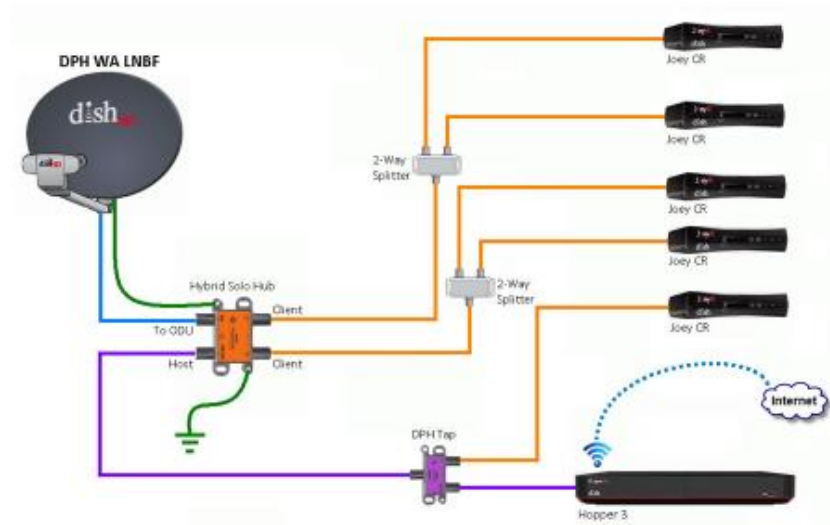 DPH WA LNBF
dish
Joey CR
Joey CR
2-Way
Splitter
Joey CR
Joey CR
Hybrid Solo Hub
2-Way
Splitter
Client
To ODU
Joey CR
Host
Client
Internet
DPH Tap
Hopper 3